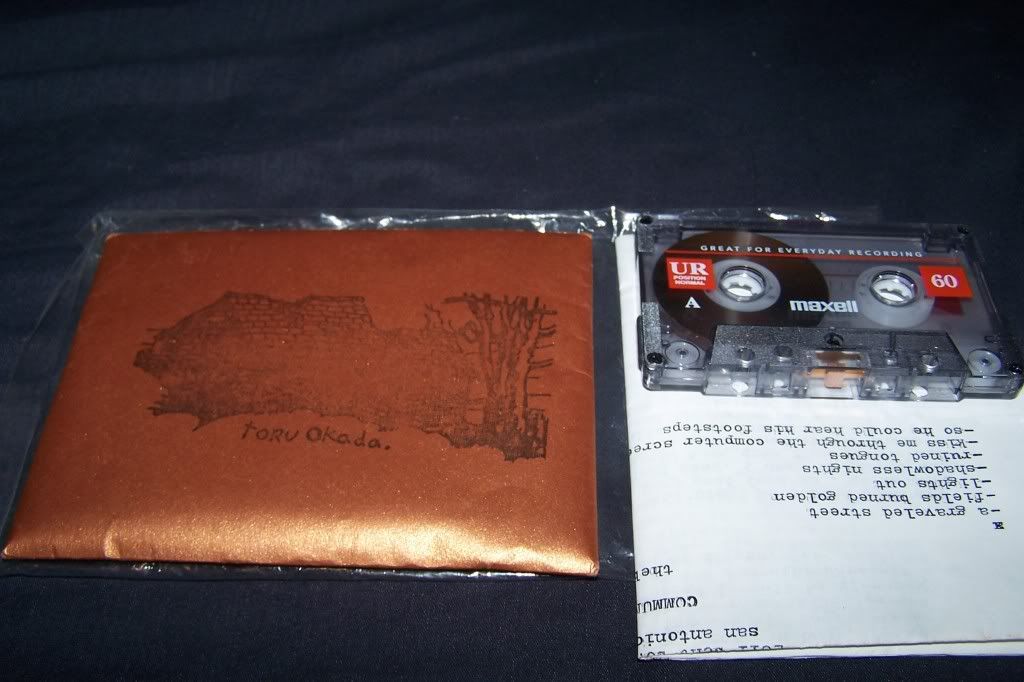 TORU OKada.
GREAT FOR EVERYDAY RECORDING
UR
POSITION
NORMAL
60
A
maxell
x
-a graveled street
-fields burned golden
-lights out
-shadowless nights
-ruined tongues
-kiss me through the computer scre
-so he could hear his footsteps
san antoni